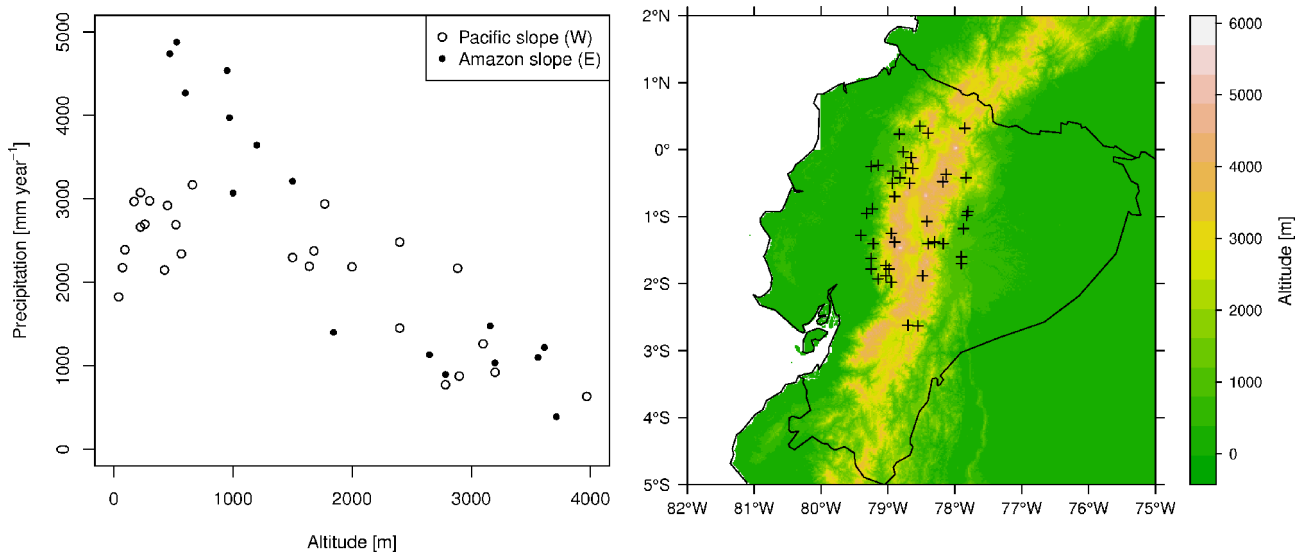 Pacific slope (W)
Amazon slope (E)
5000
4000
3000
2000
1000
0
Precipitation [mm year⁻¹]
0 1000 2000 3000 4000
Altitude [m]
2°N
1°N
0°
1°S
2°S
3°S
4°S
5°S
82°W 81°W 80°W 79°W 78°W 77°W 76°W 75°W
6000
5000
4000
3000
2000
1000
0
Altitude [m]